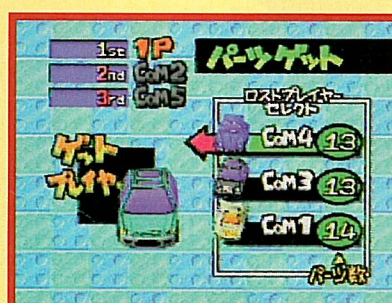 1st 1P
2nd COM2
3rd COM5
パーツゲット
ロストプレイヤー
セレクト
COM4 13
COM3 13
COM1 14
パーツ数
ゲット
プレイヤ